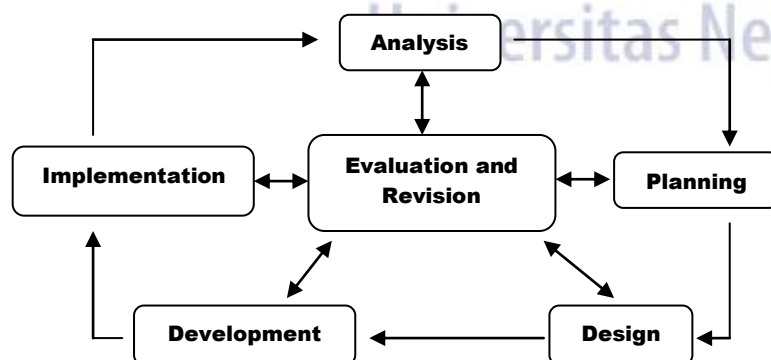 Analysis
Implementation
Evaluation and
Revision
Planning
Development
Design